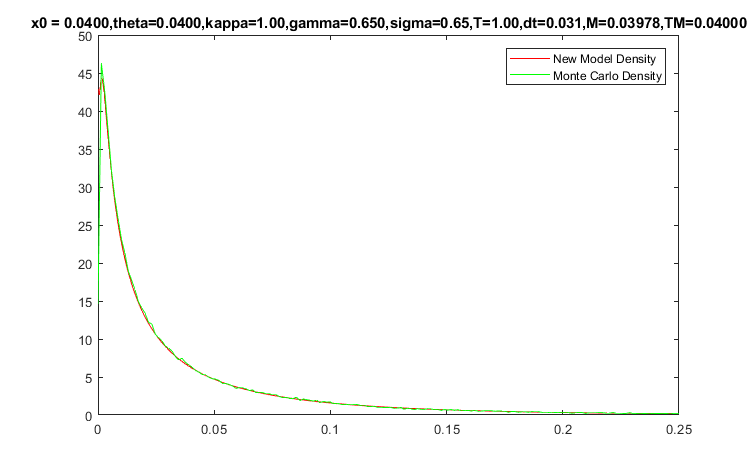 x0 = 0.0400,theta=0.0400,kappa=1.00,gamma=0.650,sigma=0.65,T=1.00,dt=0.031,M=0.03978,TM=0.04000
50
45
40
35
30
25
20
15
10
5
0
New Model Density
Monte Carlo Density
0 0.05 0.1 0.15 0.2 0.25